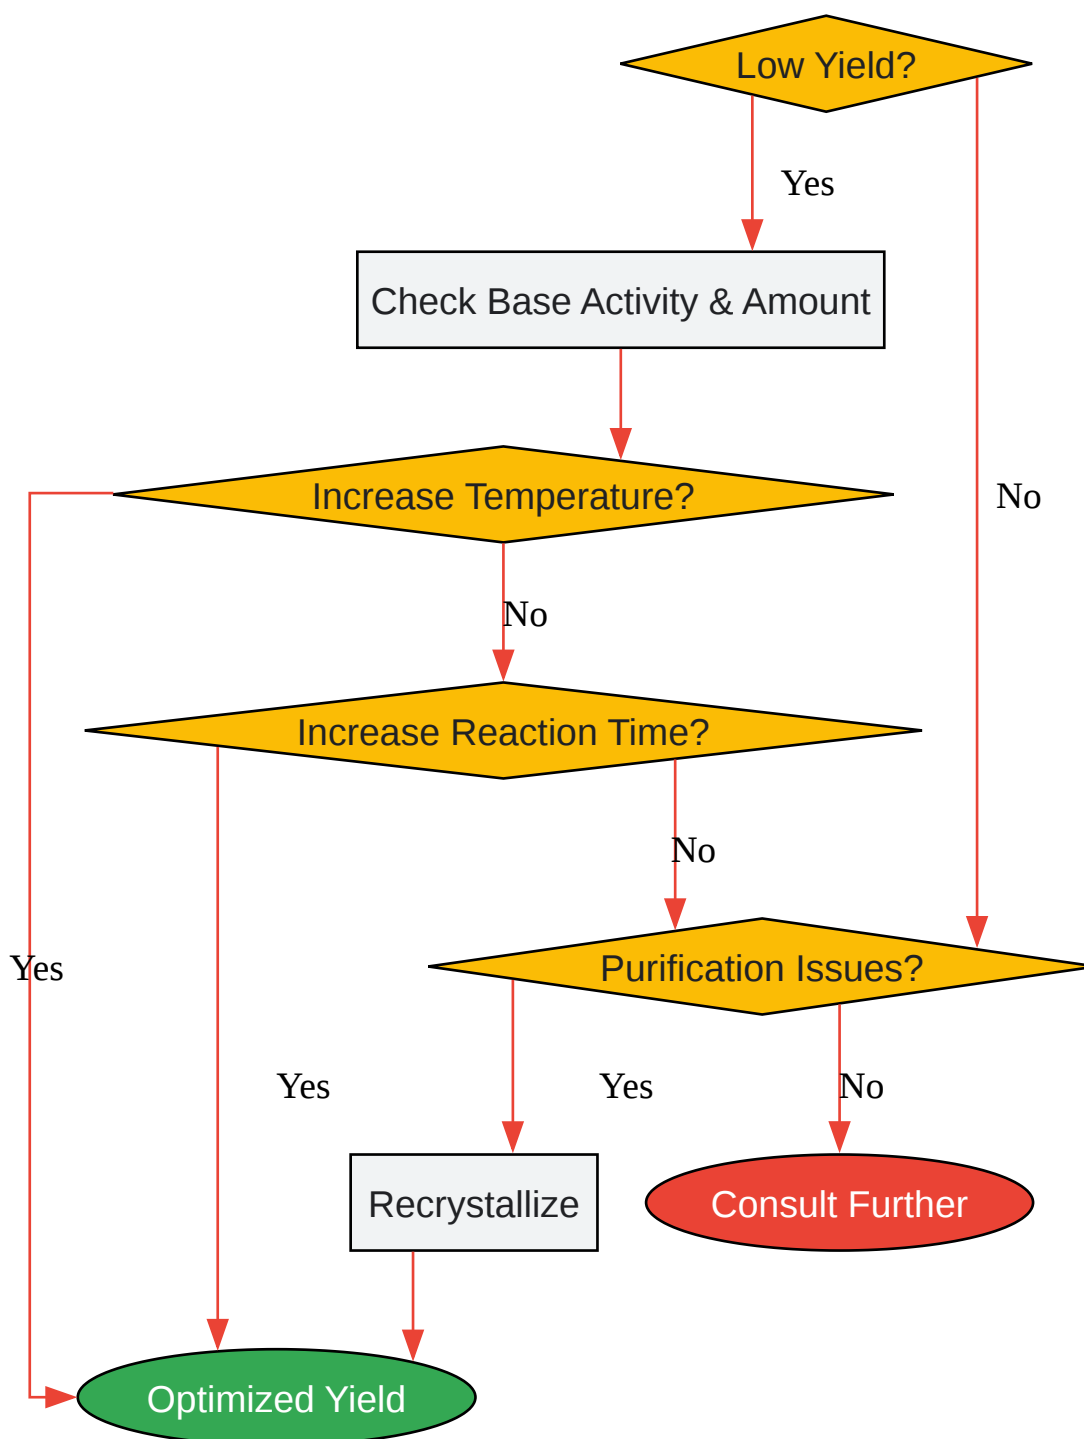 Low Yield?
Yes
Check Base Activity & Amount
Increase Temperature?
No
No
Increase Reaction Time?
No
Yes
Purification Issues?
Yes
Yes
No
Recrystallize
Consult Further
Optimized Yield